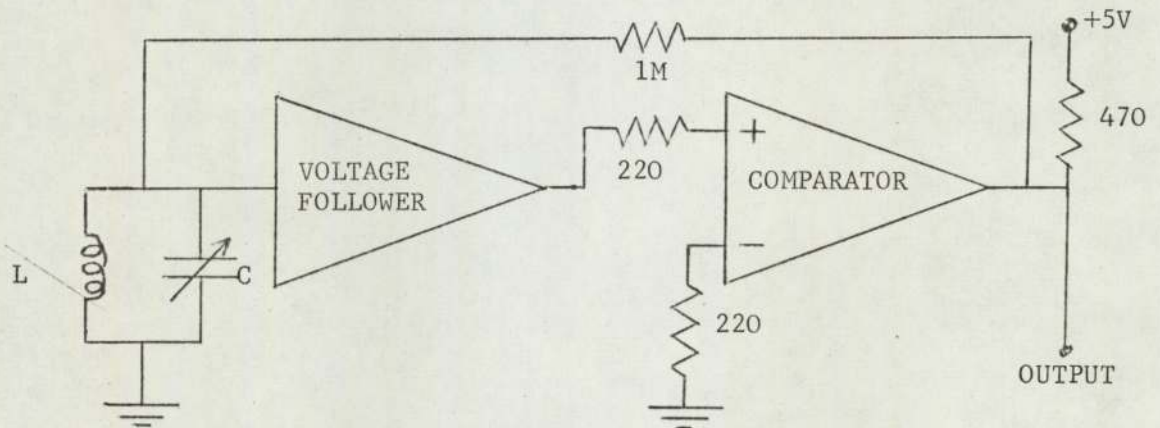 +5V
1M
470
220
+
VOLTAGE
FOLLOWER
COMPARATOR
L
C
−
220
OUTPUT